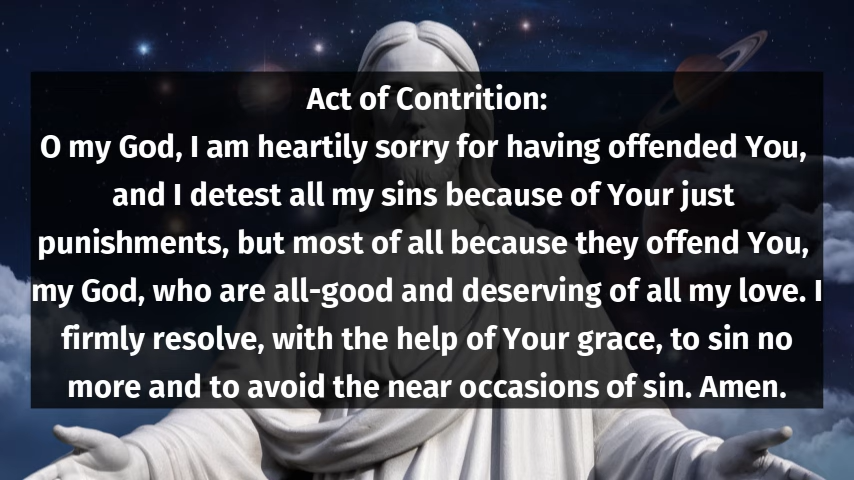 Act of Contrition:
O my God, I am heartily sorry for having offended You,
and I detest all my sins because of Your just
punishments, but most of all because they offend You,
my God, who are all-good and deserving of all my love. I
firmly resolve, with the help of Your grace, to sin no
more and to avoid the near occasions of sin. Amen.